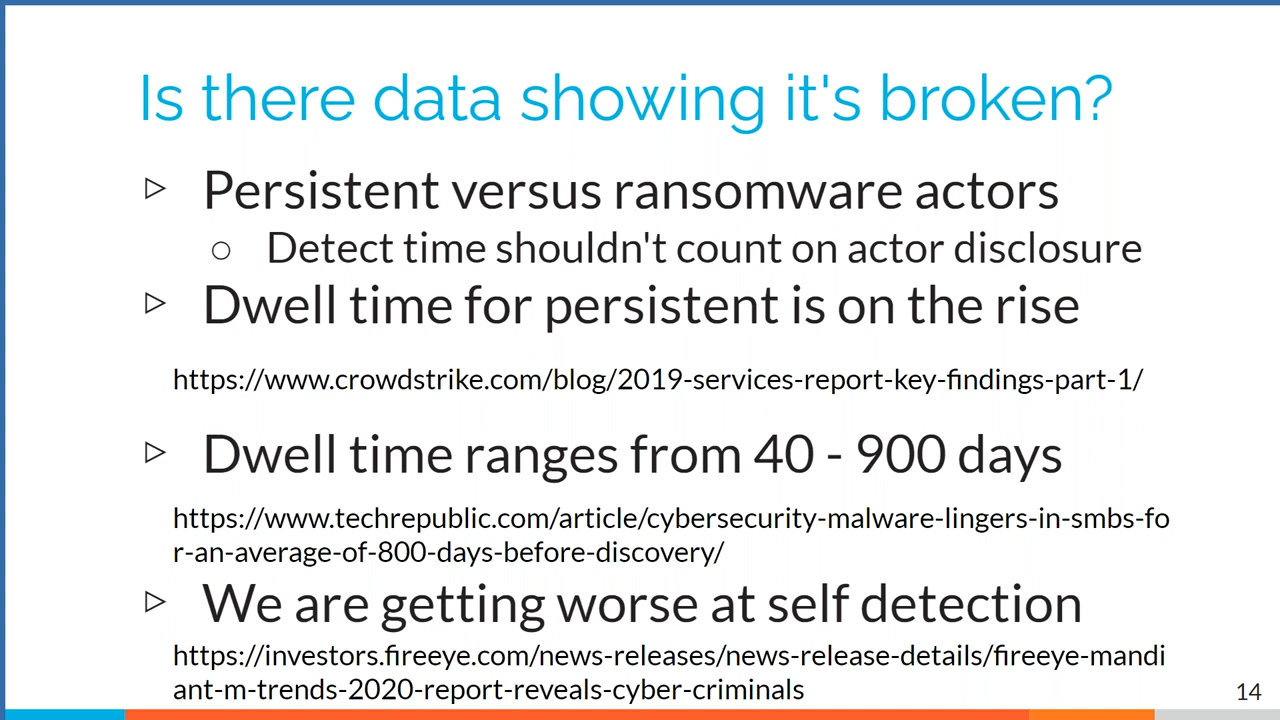 Is there data showing it's broken?
Persistent versus ransomware actors
Detect time shouldn't count on actor disclosure
Dwell time for persistent is on the rise
https://www.crowdstrike.com/blog/2019-services-report-key-findings-part-1/
Dwell time ranges from 40 - 900 days
https://www.techrepublic.com/article/cybersecurity-malware-lingers-in-smbs-fo
r-an-average-of-800-days-before-discovery/
We are getting worse at self detection
https://investors.fireeye.com/news-releases/news-release-details/fireeye-mandi
ant-m-trends-2020-report-reveals-cyber-criminals
14